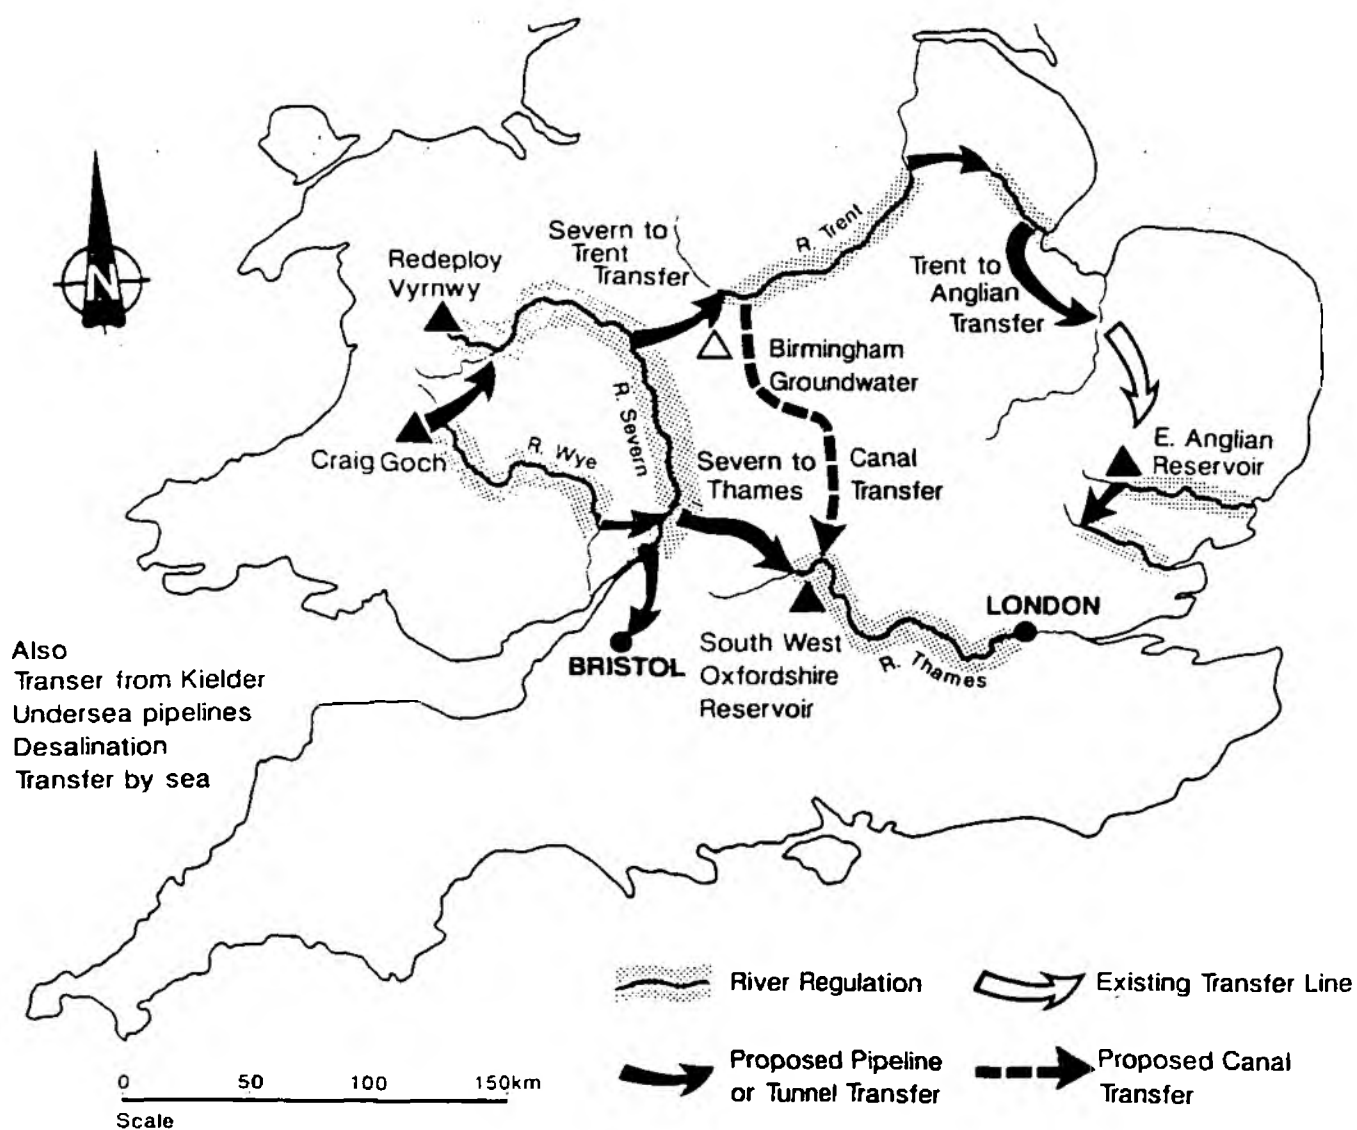 Severn to
Trent
Transfer
R. Trent
Redeploy
Vyrnwy
Trent to
Anglian
Transfer
N
Birmingham
Groundwater
R. Severn
Craig Goch
R. Wye
Severn to
Thames
Canal
Transfer
E. Anglian
Reservoir
LONDON
BRISTOL
South West
Oxfordshire
Reservoir
R. Thames
Also
Transer from Kielder
Undersea pipelines
Desalination
Transfer by sea
River Regulation
Existing Transfer Line
Proposed Pipeline
or Tunnel Transfer
Proposed Canal
Transfer
0 50 100 150km
Scale